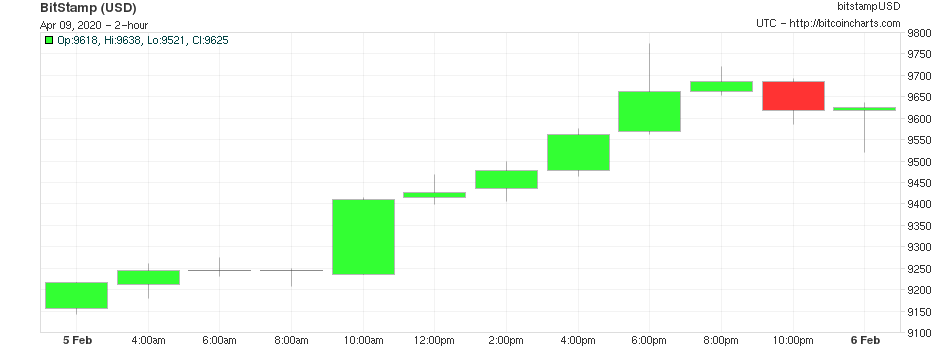 BitStamp (USD)
bitstampUSD
Apr 09, 2020 - 2-hour
UTC - http://bitcoincharts.com
Op:9618, Hi:9638, Lo:9521, Cl:9625
9800
9700
9650
9600
9500
9450
9400
9350
9300
9250
9200
9150
9100
5 Feb 4:00am 6:00am 8:00am 10:00am 12:00pm 2:00pm 4:00pm 6:00pm 8:00pm 10:00pm 6 Feb